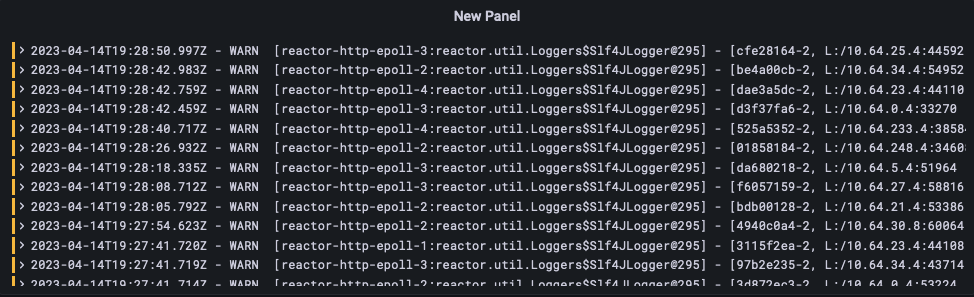 New Panel
> 2023-04-14T19:28:50.997Z - WARN [reactor-http-epoll-3:reactor.util.Loggers$Slf4JLogger@295] - [cfe28164-2, L:/10.64.25.4:44592
> 2023-04-14T19:28:42.983Z - WARN [reactor-http-epoll-2:reactor.util.Loggers$Slf4JLogger@295] - [be4a00cb-2, L:/10.64.34.4:54952
> 2023-04-14T19:28:42.759Z - WARN [reactor-http-epoll-4:reactor.util.Loggers$Slf4JLogger@295] - [dae3a5dc-2, L:/10.64.23.4:44110
> 2023-04-14T19:28:42.459Z - WARN [reactor-http-epoll-3:reactor.util.Loggers$Slf4JLogger@295] - [d3f37fa6-2, L:/10.64.0.4:33270
> 2023-04-14T19:28:40.717Z - WARN [reactor-http-epoll-4:reactor.util.Loggers$Slf4JLogger@295] - [525a5352-2, L:/10.64.233.4:3858
> 2023-04-14T19:28:26.932Z - WARN [reactor-http-epoll-2:reactor.util.Loggers$Slf4JLogger@295] - [01858184-2, L:/10.64.248.4:3460
> 2023-04-14T19:28:18.335Z - WARN [reactor-http-epoll-3:reactor.util.Loggers$Slf4JLogger@295] - [da680218-2, L:/10.64.5.4:51964
> 2023-04-14T19:28:08.712Z - WARN [reactor-http-epoll-3:reactor.util.Loggers$Slf4JLogger@295] - [f6057159-2, L:/10.64.27.4:58816
> 2023-04-14T19:28:05.792Z - WARN [reactor-http-epoll-2:reactor.util.Loggers$Slf4JLogger@295] - [bdb00128-2, L:/10.64.21.4:53386
> 2023-04-14T19:27:54.623Z - WARN [reactor-http-epoll-2:reactor.util.Loggers$Slf4JLogger@295] - [4940c0a4-2, L:/10.64.30.8:60064
> 2023-04-14T19:27:41.720Z - WARN [reactor-http-epoll-1:reactor.util.Loggers$Slf4JLogger@295] - [3115f2ea-2, L:/10.64.23.4:44108
> 2023-04-14T19:27:41.719Z - WARN [reactor-http-epoll-3:reactor.util.Loggers$Slf4JLogger@295] - [97b2e235-2, L:/10.64.34.4:43714
> 2023-04-14T19:27:41.714Z - WARN [reactor-http-epoll-2:reactor.util.Loggers$Slf4JLogger@295] - [3d872ec3-2, L:/10.64.0.4:53224